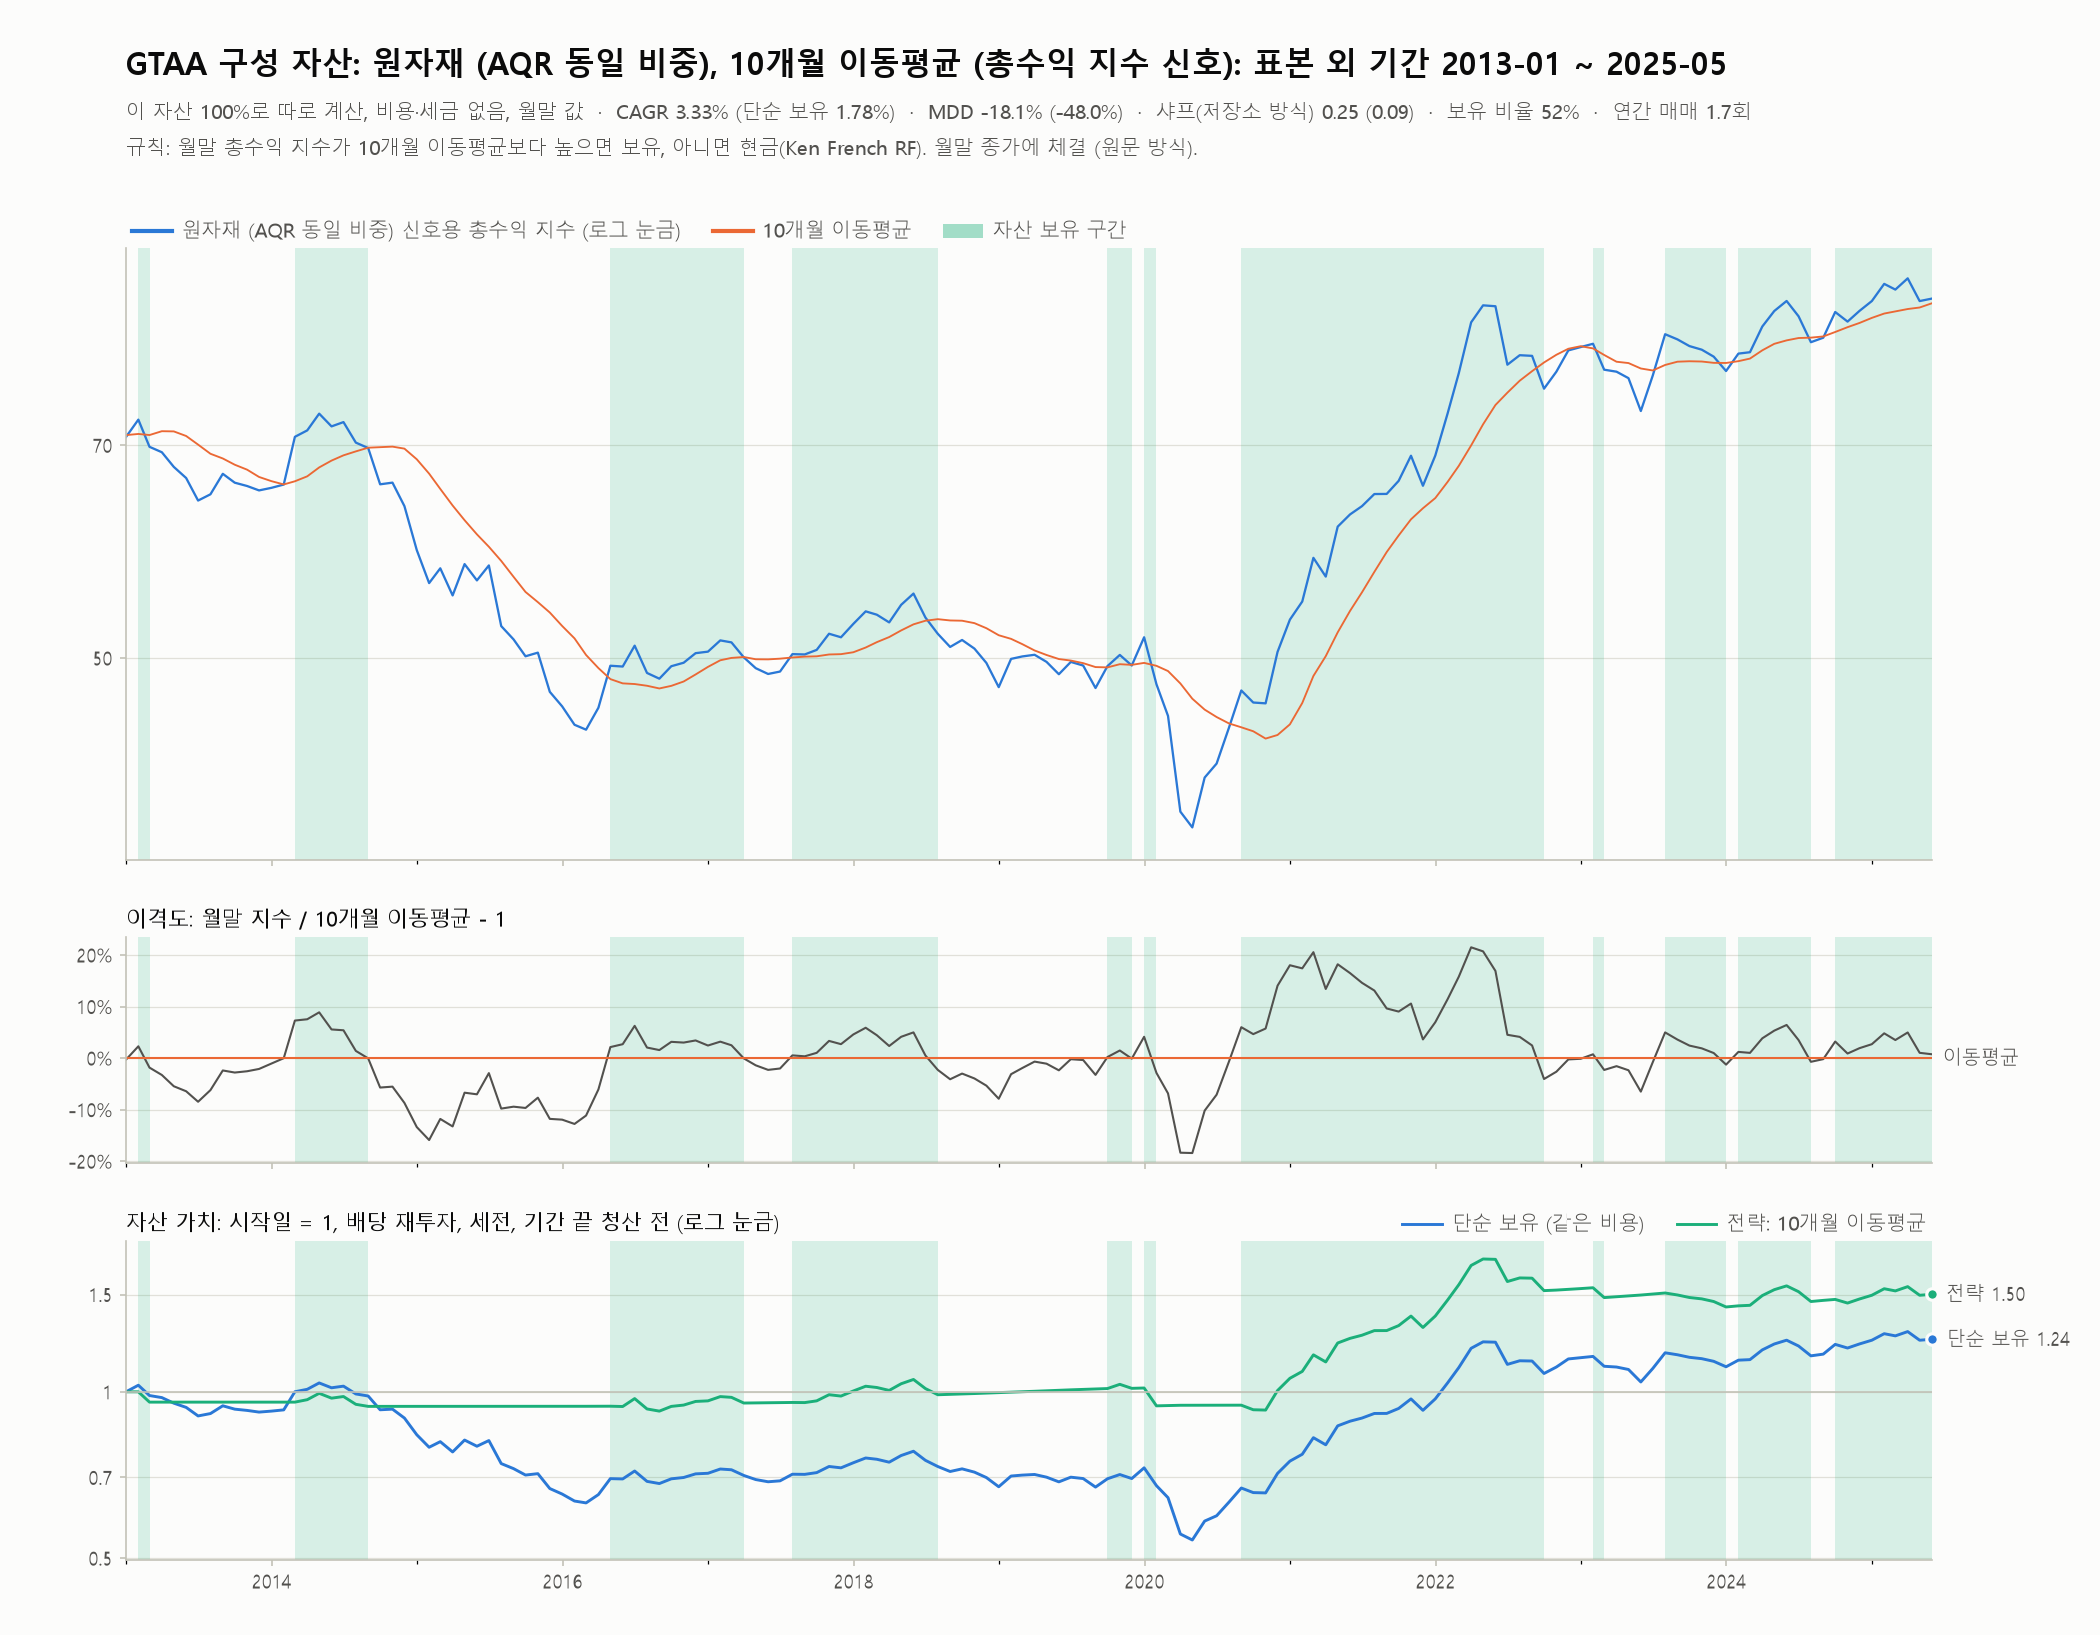 GTAA 구성 자산: 원자재 (AQR 동일 비중), 10개월 이동평균 (총수익 지수 신호): 표본 외 기간 2013-01 ~ 2025-05
이 자산 100%로 따로 계산, 비용·세금 없음, 월말 값 · CAGR 3.33% (단순 보유 1.78%) · MDD -18.1% (-48.0%) · 샤프(저장소 방식) 0.25 (0.09) · 보유 비율 52% · 연간 매매 1.7회
규칙: 월말 총수익 지수가 10개월 이동평균보다 높으면 보유, 아니면 현금(Ken French RF). 월말 종가에 체결 (원문 방식).
원자재 (AQR 동일 비중) 신호용 총수익 지수 (로그 눈금) 10개월 이동평균 자산 보유 구간
70
50
이격도: 월말 지수 / 10개월 이동평균 - 1
20%
10%
0%
이동평균
-10%
-20%
자산 가치: 시작일 = 1, 배당 재투자, 세전, 기간 끝 청산 전 (로그 눈금)
단순 보유 (같은 비용) 전략: 10개월 이동평균
1.5
전략 1.50
단순 보유 1.24
1
0.7
0.5
2014 2016 2018 2020 2022 2024